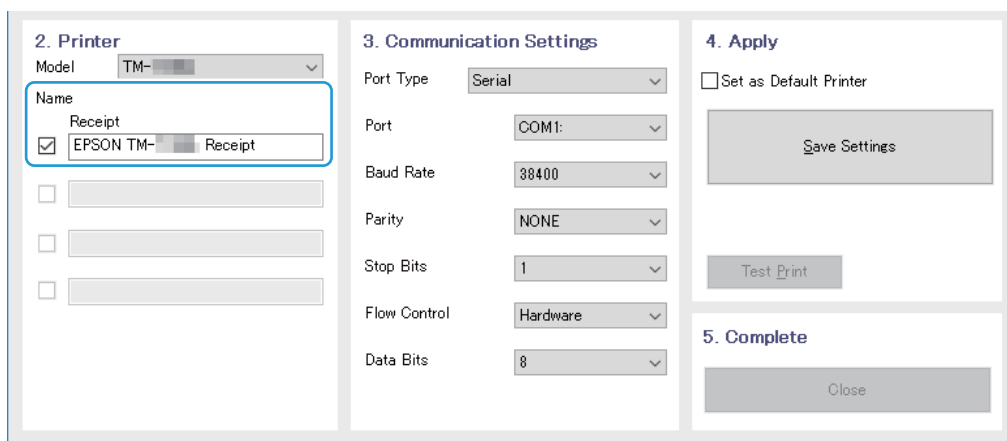 2. Printer
Model TM-
Name
Receipt
EPSON TM- Receipt
3. Communication Settings
Port Type Serial
Port COM1:
Baud Rate 38400
Parity NONE
Stop Bits 1
Flow Control Hardware
Data Bits 8
4. Apply
Set as Default Printer
Save Settings
Test Print
5. Complete
Close